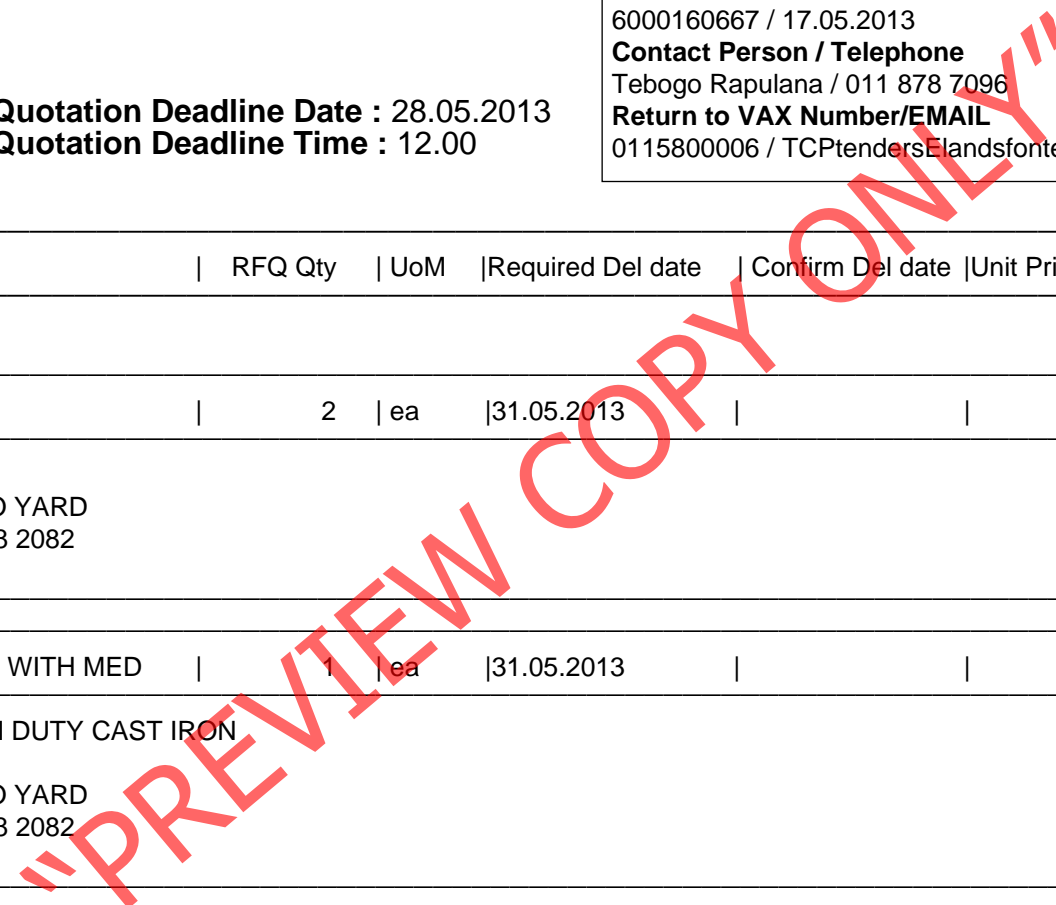 6000160667 / 17.05.2013
Contact Person / Telephone
Tebogo Rapulana / 011 878 7096
Quotation Deadline Date : 28.05.2013
Return to VAX Number/EMAIL
Quotation Deadline Time : 12.00
0115800006 / TCPtendersElandsfonte
| RFQ Qty | UoM |Required Del date | Confirm Del date |Unit Pri
| 2 | ea |31.05.2013 | |
YARD
2082
WITH MED | 1 | ea |31.05.2013 | |
DUTY CAST IRON
YARD
2082
"PREVIEW COPY ONLY"